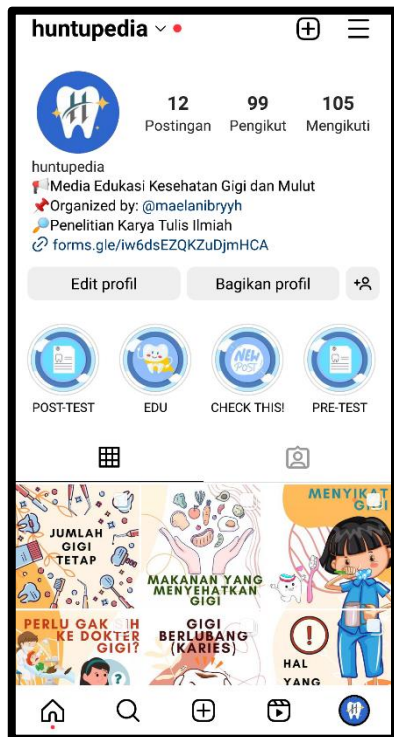 huntupedia
12 99 105
Postingan Pengikut Mengikuti
huntupedia
Media Edukasi Kesehatan Gigi dan Mulut
Organized by: @maelanibryyh
Penelitian Karya Tulis Ilmiah
forms.gle/iw6dsEZQKZuDjmHCA
Edit profil Bagikan profil
NEW
POST
POST-TEST EDU CHECK THIS! PRE-TEST
JUMLAH
GIGI
TETAP
MAKANAN YANG
MENYEHATKAN
GIGI
MENYIKAT
GIGI
PERLU GAK SIH
KE DOKTER
GIGI?
GIGI
BERLUBANG
(KARIES)
HAL
YANG